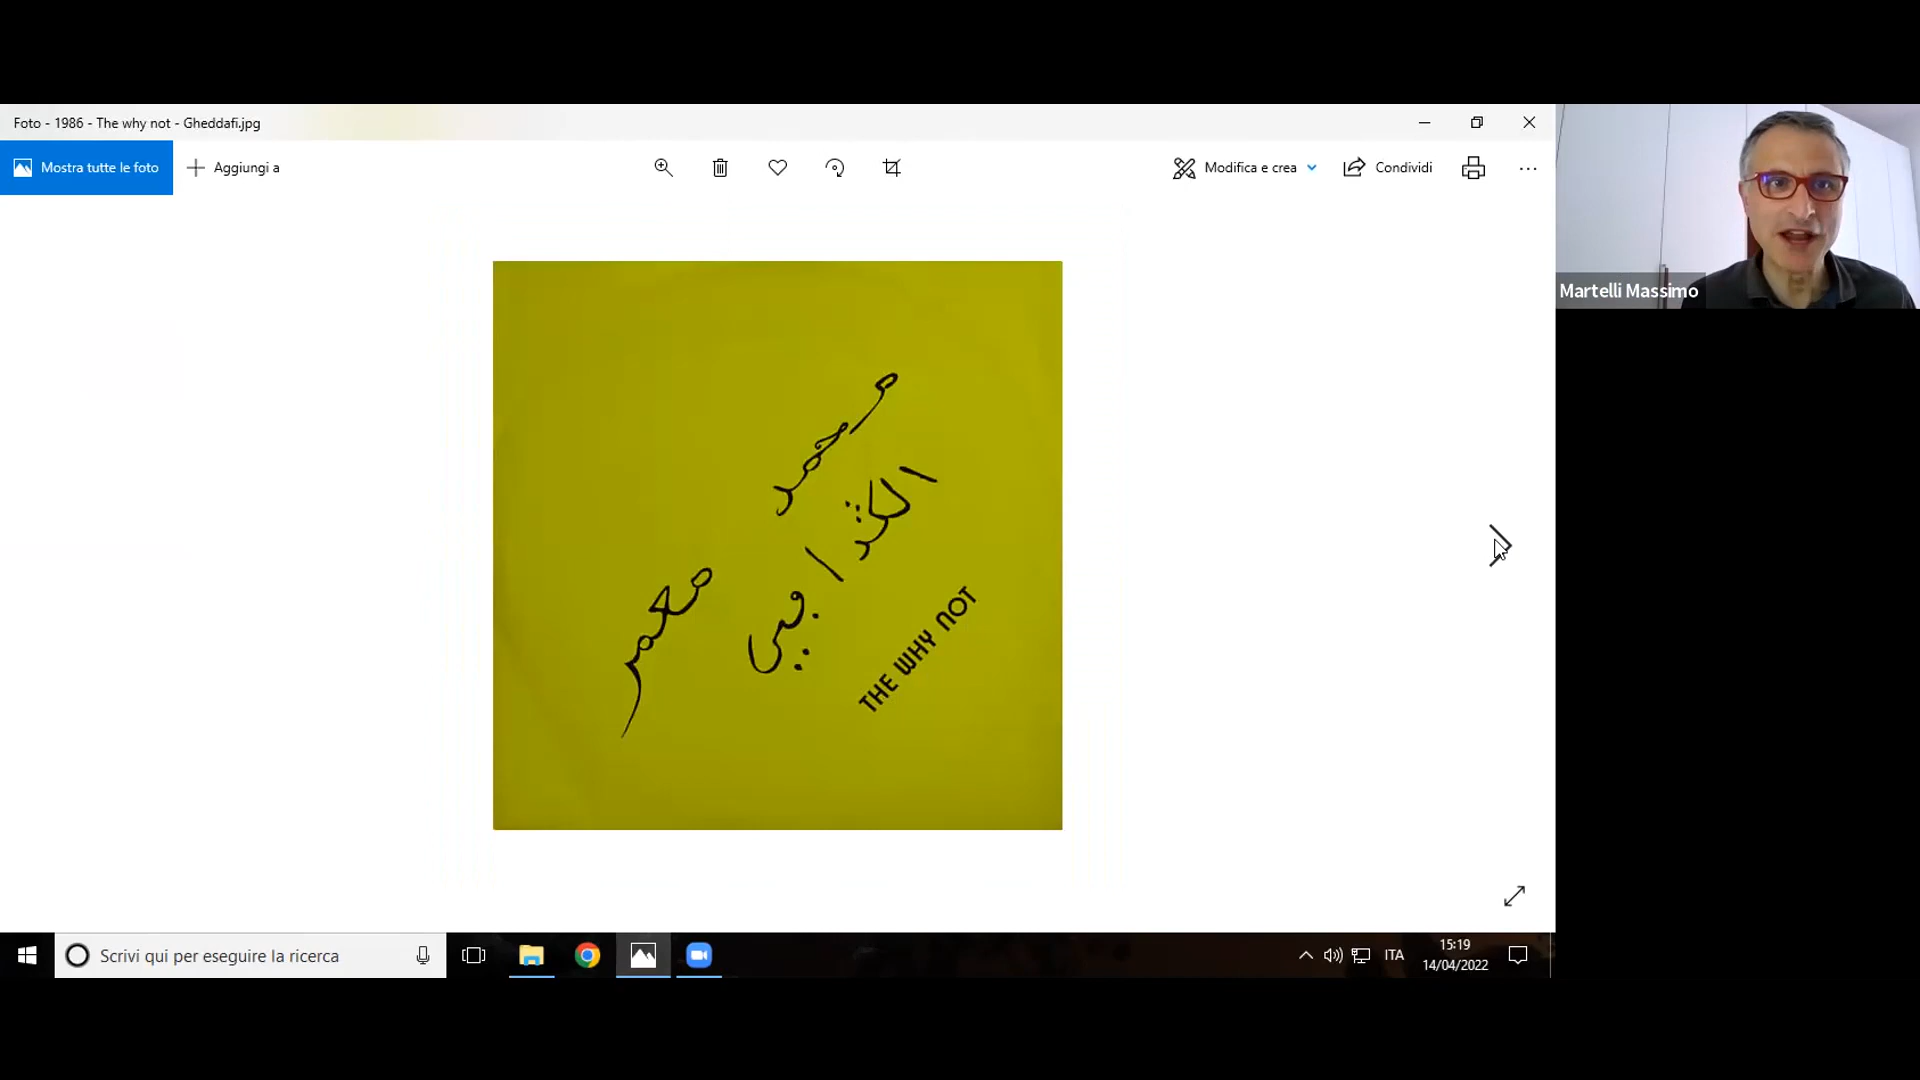 Foto - 1986 - The why not - Gheddafi.jpg
Mostra tutte le foto
Aggiungi a
Modifica e crea
Condividi
Martelli Massimo
محمد
معمر
THE WHY NOT
Scrivi qui per eseguire la ricerca
ITA
15:19
14/04/2022